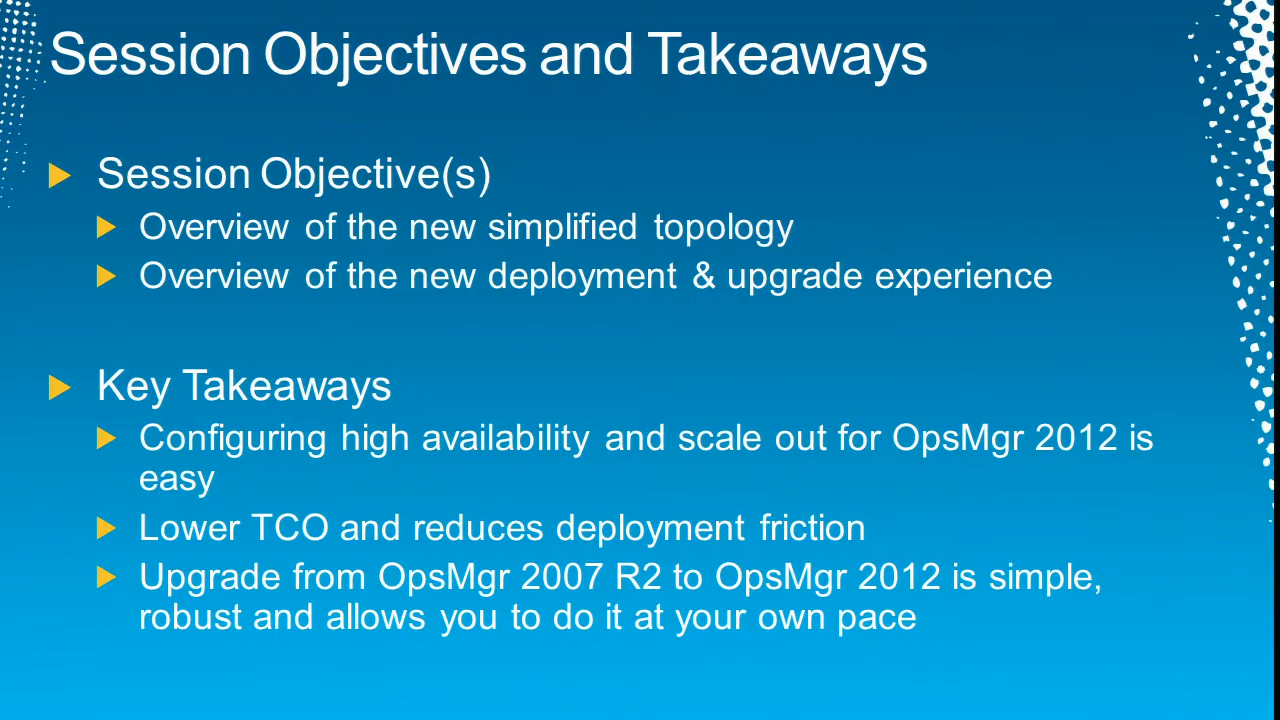 Session Objectives and Takeaways
Session Objective(s)
Overview of the new simplified topology
Overview of the new deployment & upgrade experience
Key Takeaways
Configuring high availability and scale out for OpsMgr 2012 is
easy
Lower TCO and reduces deployment friction
Upgrade from OpsMgr 2007 R2 to OpsMgr 2012 is simple,
robust and allows you to do it at your own pace